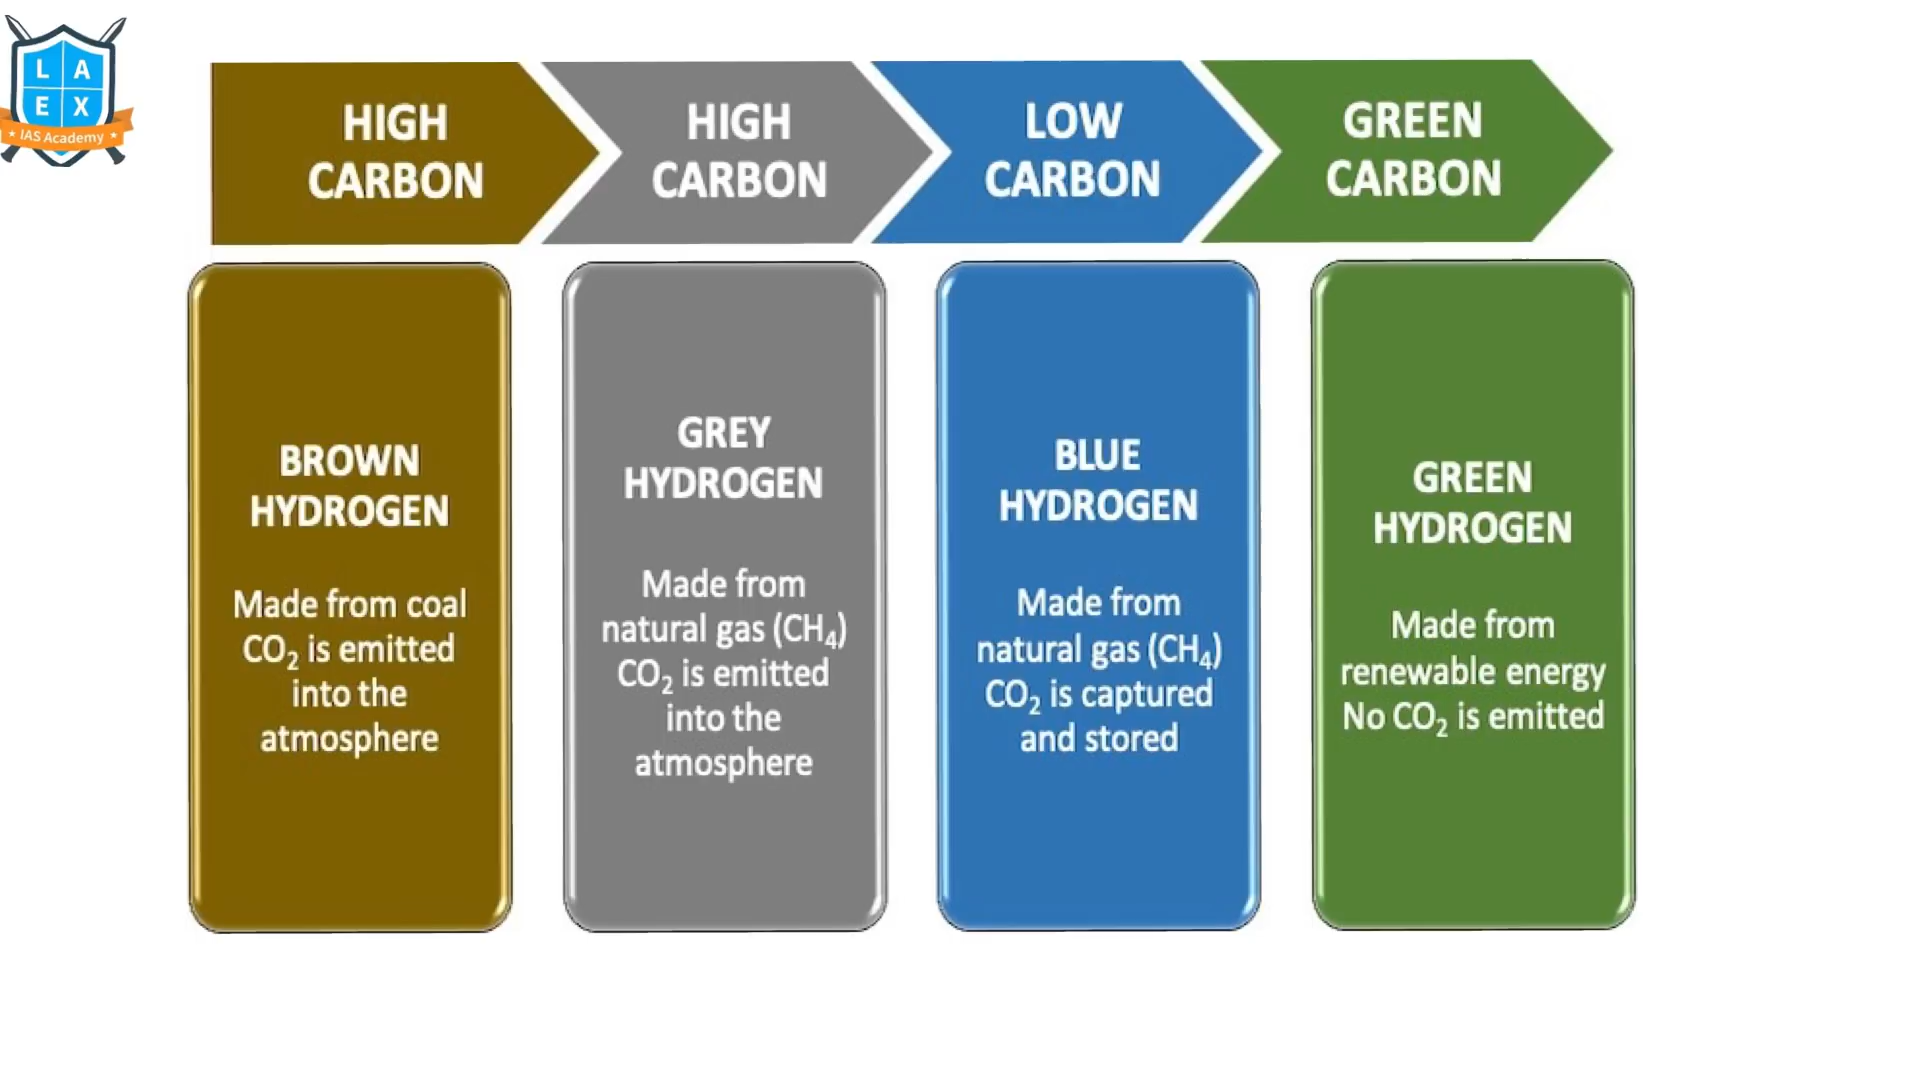 L A
E X
IAS Academy
HIGH
CARBON
HIGH
CARBON
LOW
CARBON
GREEN
CARBON
BROWN
HYDROGEN
Made from coal
CO₂ is emitted
into the
atmosphere
GREY
HYDROGEN
Made from
natural gas (CH₄)
CO₂ is emitted
into the
atmosphere
BLUE
HYDROGEN
Made from
natural gas (CH₄)
CO₂ is captured
and stored
GREEN
HYDROGEN
Made from
renewable energy
No CO₂ is emitted